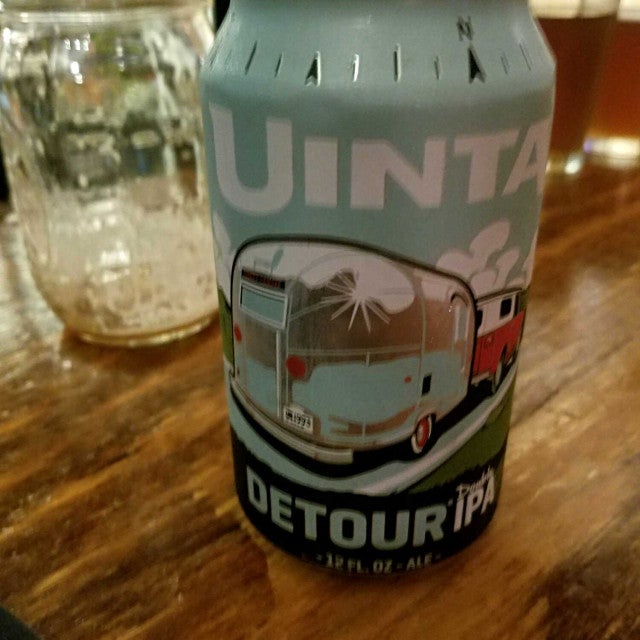 N
UINTA
DETOUR Double IPA
12 FL. OZ. - ALE